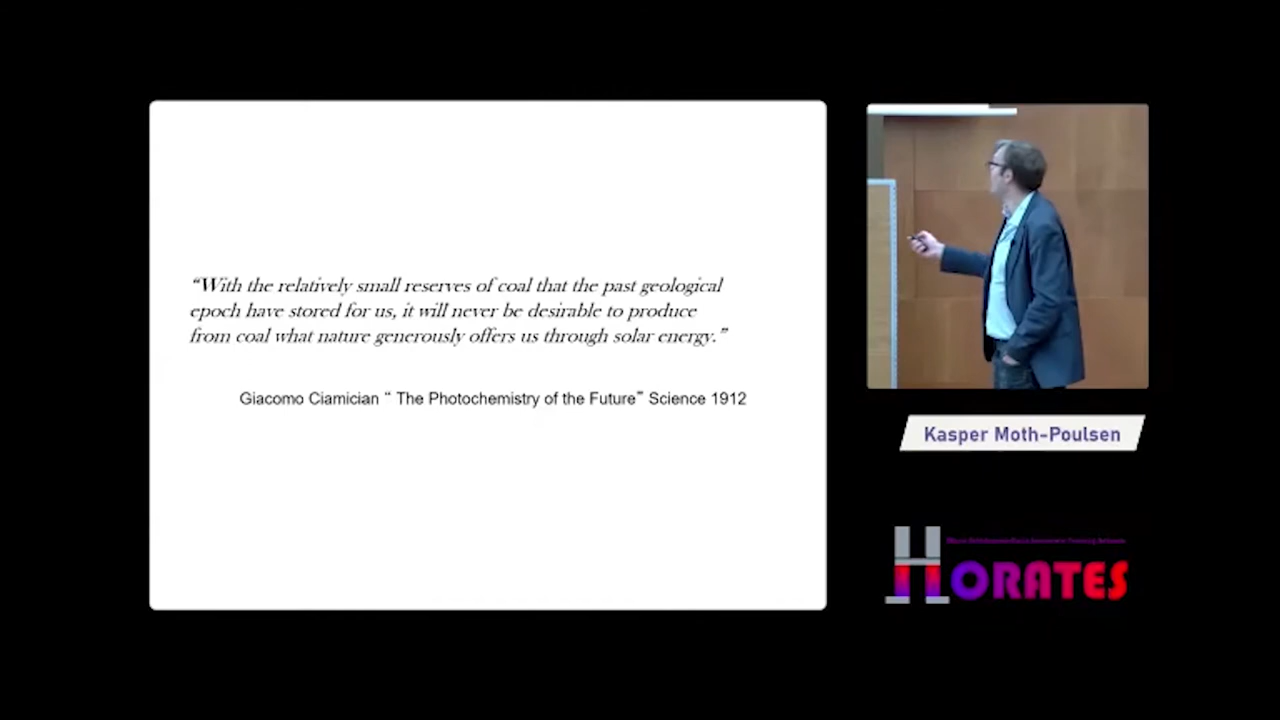 “With the relatively small reserves of coal that the past geological
epoch have stored for us, it will never be desirable to produce
from coal what nature generously offers us through solar energy.”
Giacomo Ciamician “ The Photochemistry of the Future” Science 1912
Kasper Moth-Poulsen
HORATES